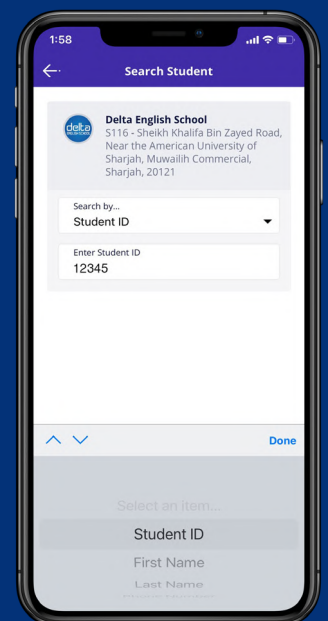 1:58
Search Student
delta
Delta English School
S116 - Sheikh Khalifa Bin Zayed Road,
Near the American University of
Sharjah, Muwailih Commercial,
Sharjah, 20121
Search by...
Student ID
Enter Student ID
12345
Done
Select an item...
Student ID
First Name
Last Name